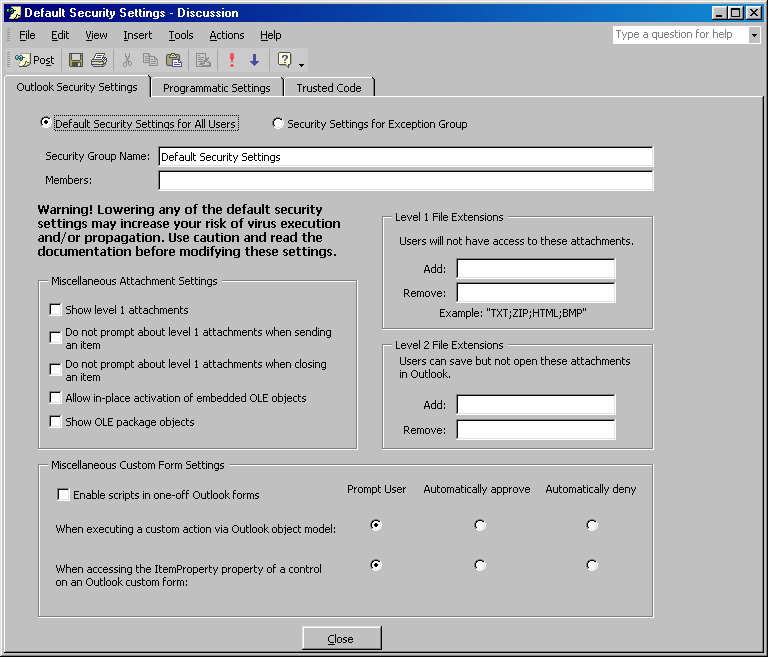 Default Security Settings - Discussion
File Edit View Insert Tools Actions Help
Type a question for help
Post
Outlook Security Settings Programmatic Settings Trusted Code
Default Security Settings for All Users Security Settings for Exception Group
Security Group Name: Default Security Settings
Members:
Warning! Lowering any of the default security
settings may increase your risk of virus execution
and/or propagation. Use caution and read the
documentation before modifying these settings.
Miscellaneous Attachment Settings
Show level 1 attachments
Do not prompt about level 1 attachments when sending
an item
Do not prompt about level 1 attachments when closing
an item
Allow in-place activation of embedded OLE objects
Show OLE package objects
Level 1 File Extensions
Users will not have access to these attachments.
Add:
Remove:
Example: "TXT;ZIP;HTML;BMP"
Level 2 File Extensions
Users can save but not open these attachments
in Outlook.
Add:
Remove:
Miscellaneous Custom Form Settings
Enable scripts in one-off Outlook forms
Prompt User Automatically approve Automatically deny
When executing a custom action via Outlook object model:
When accessing the ItemProperty property of a control
on an Outlook custom form:
Close